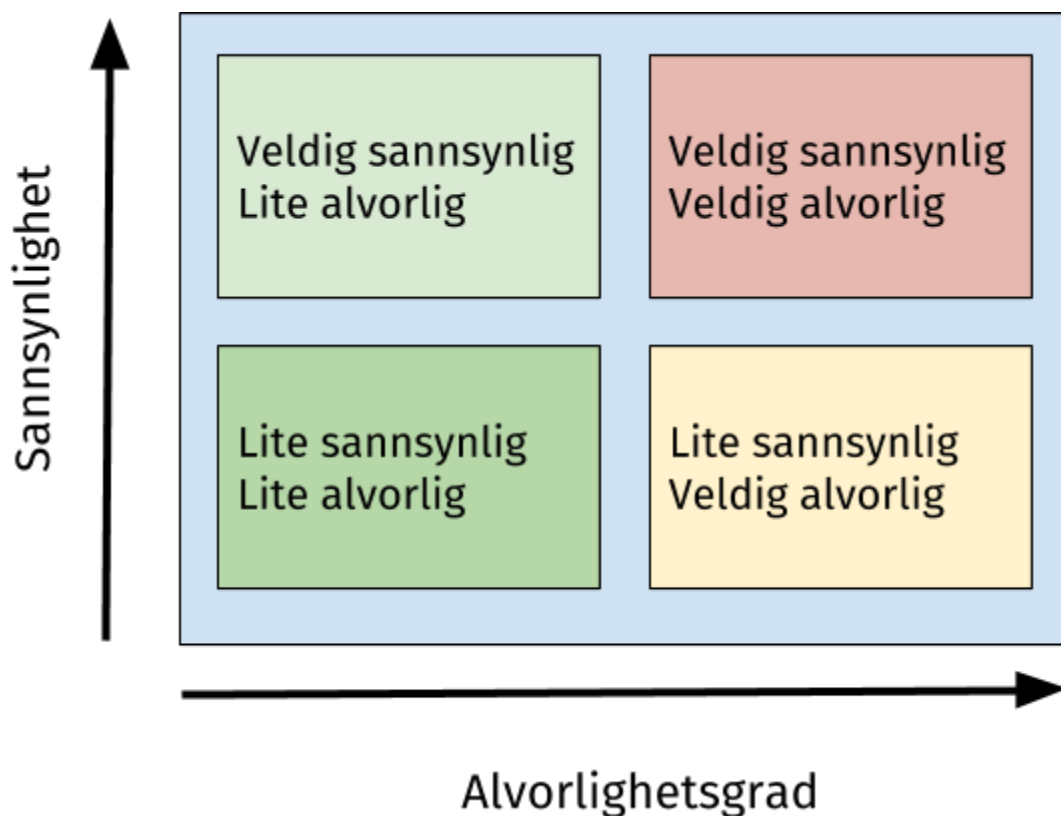 Sannsynlighet
Veldig sannsynlig
Lite alvorlig
Veldig sannsynlig
Veldig alvorlig
Lite sannsynlig
Lite alvorlig
Lite sannsynlig
Veldig alvorlig
Alvorlighetsgrad